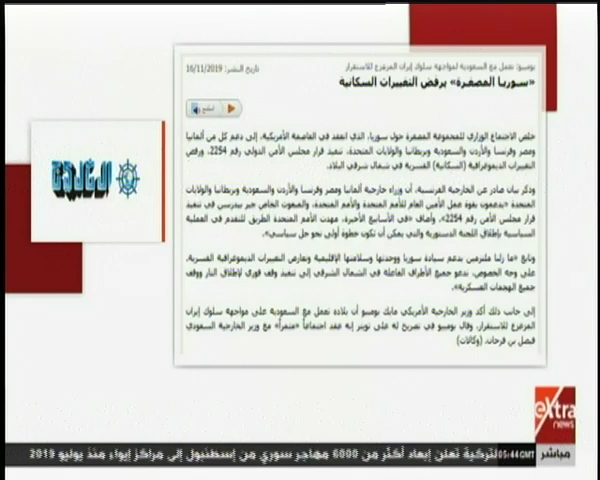 بومبيو: نعمل مع السعودية لمواجهة سلوك إيران المزعزع للاستقرار
تاريخ النشر: 16/11/2019
«سوريا المصغرة» يرفض التغييرات السكانية
استمع
خلص الاجتماع الوزاري للمجموعة المصغرة حول سوريا، الذي انعقد في العاصمة الأمريكية، إلى دعم كل من ألمانيا
ومصر وفرنسا والأردن والسعودية وبريطانيا والولايات المتحدة، تنفيذ قرار مجلس الأمن الدولي رقم 2254، ورفض
التغييرات الديموغرافية (السكانية) القسرية في شمال شرقي البلاد.
وذكر بيان صادر عن الخارجية الفرنسية، أن وزراء خارجية ألمانيا ومصر وفرنسا والأردن والسعودية وبريطانيا والولايات
المتحدة «يدعمون بقوة عمل الأمين العام للأمم المتحدة والأمم المتحدة، والمبعوث الخاص جير بيدرسن في تنفيذ
قرار مجلس الأمن رقم 2254»، وأضاف «في الأسابيع الأخيرة، مهدت الأمم المتحدة الطريق للتقدم في العملية
السياسية بإطلاق اللجنة الدستورية والتي يمكن أن تكون خطوة أولى نحو حل سياسي».
وتابع «ما زلنا ملتزمين بدعم سيادة سوريا ووحدتها وسلامتها الإقليمية ونعارض التغييرات الديموغرافية القسرية.
على وجه الخصوص، ندعو جميع الأطراف الفاعلة في الشمال الشرقي إلى تنفيذ وقف فوري لإطلاق النار ووقف
جميع الهجمات العسكرية».
إلى جانب ذلك أكد وزير الخارجية الأمريكي مايك بومبيو أن بلاده تعمل مع السعودية على مواجهة سلوك إيران
المزعزع للاستقرار. وقال بومبيو في تصريح له على تويتر إنه عقد اجتماعاً «مثمراً» مع وزير الخارجية السعودي
فيصل بن فرحان. (وكالات)
الخليج
eXtra
news
مباشر
05:44GMT
تركية تعلن إبعاد أكثر من 6000 مهاجر سوري من إسطنبول إلى مراكز إيواء منذ يوليو 2019